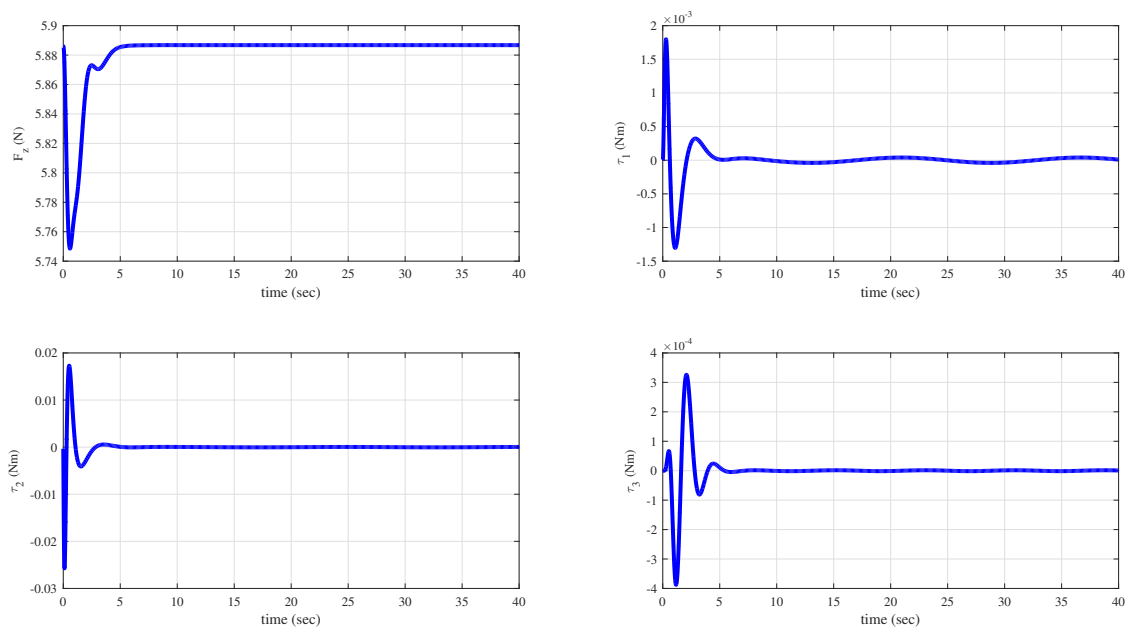 5.9
5.88
5.86
5.84
5.82
5.8
5.78
5.76
5.74
F_z (N)
0 5 10 15 20 25 30 35 40
time (sec)
×10^-3
2
1.5
1
0.5
0
-0.5
-1
-1.5
τ_1 (Nm)
0 5 10 15 20 25 30 35 40
time (sec)
0.02
0.01
0
-0.01
-0.02
-0.03
τ_2 (Nm)
0 5 10 15 20 25 30 35 40
time (sec)
×10^-4
4
3
2
1
0
-1
-2
-3
-4
τ_3 (Nm)
0 5 10 15 20 25 30 35 40
time (sec)